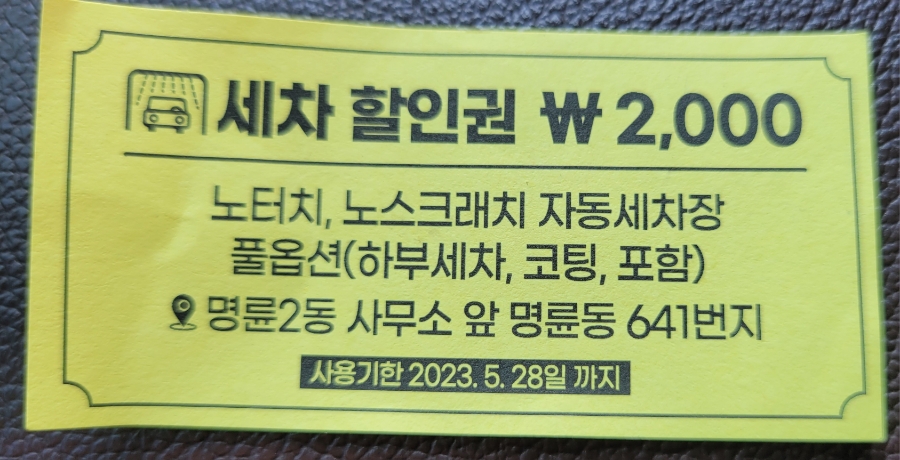 세차 할인권 ₩ 2,000
노터치, 노스크래치 자동세차장
풀옵션(하부세차, 코팅, 포함)
명륜2동 사무소 앞 명륜동 641번지
사용기한 2023. 5. 28일 까지